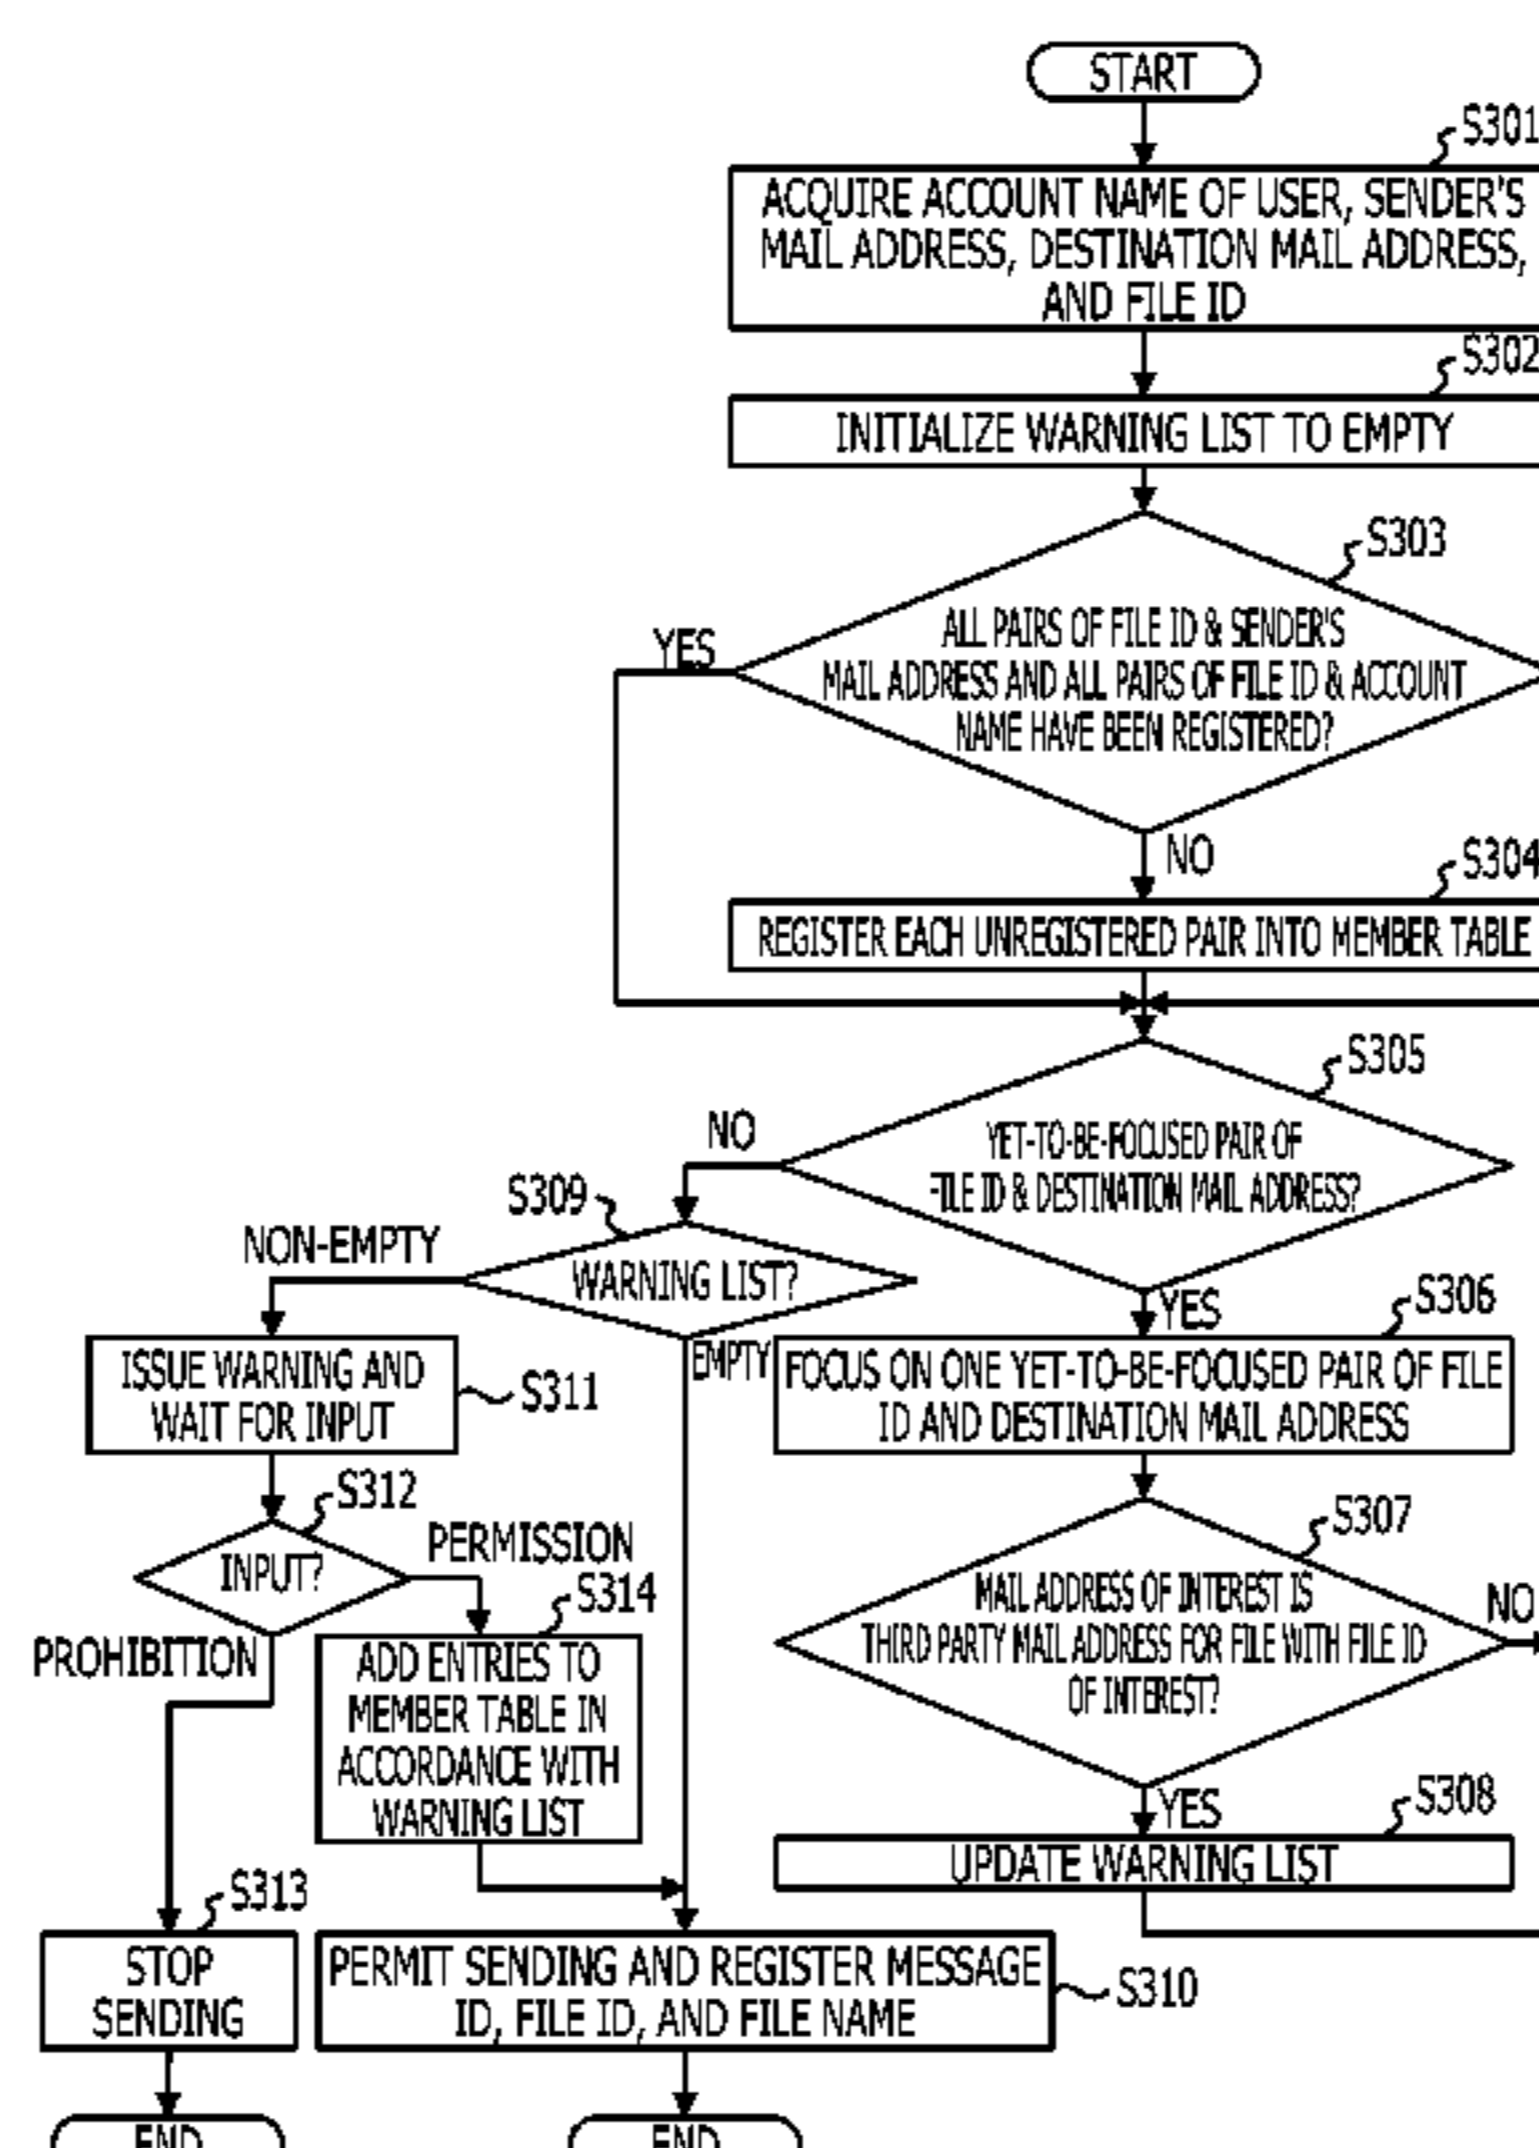 START
S301
ACQUIRE ACCOUNT NAME OF USER, SENDER'S
MAIL ADDRESS, DESTINATION MAIL ADDRESS,
AND FILE ID
S302
INITIALIZE WARNING LIST TO EMPTY
S303
ALL PAIRS OF FILE ID & SENDER'S
MAIL ADDRESS AND ALL PAIRS OF FILE ID & ACCOUNT
NAME HAVE BEEN REGISTERED?
YES
NO
S304
REGISTER EACH UNREGISTERED PAIR INTO MEMBER TABLE
S305
YET-TO-BE-FOCUSED PAIR OF
FILE ID & DESTINATION MAIL ADDRESS?
NO
YES
S309
WARNING LIST?
NON-EMPTY
EMPTY
S306
FOCUS ON ONE YET-TO-BE-FOCUSED PAIR OF FILE
ID AND DESTINATION MAIL ADDRESS
ISSUE WARNING AND
WAIT FOR INPUT
S311
S312
INPUT?
PERMISSION
PROHIBITION
S307
MAIL ADDRESS OF INTEREST IS
THIRD PARTY MAIL ADDRESS FOR FILE WITH FILE ID
OF INTEREST?
NO
YES
S314
ADD ENTRIES TO
MEMBER TABLE IN
ACCORDANCE WITH
WARNING LIST
S308
UPDATE WARNING LIST
S313
STOP
SENDING
PERMIT SENDING AND REGISTER MESSAGE
ID, FILE ID, AND FILE NAME
S310
END
END